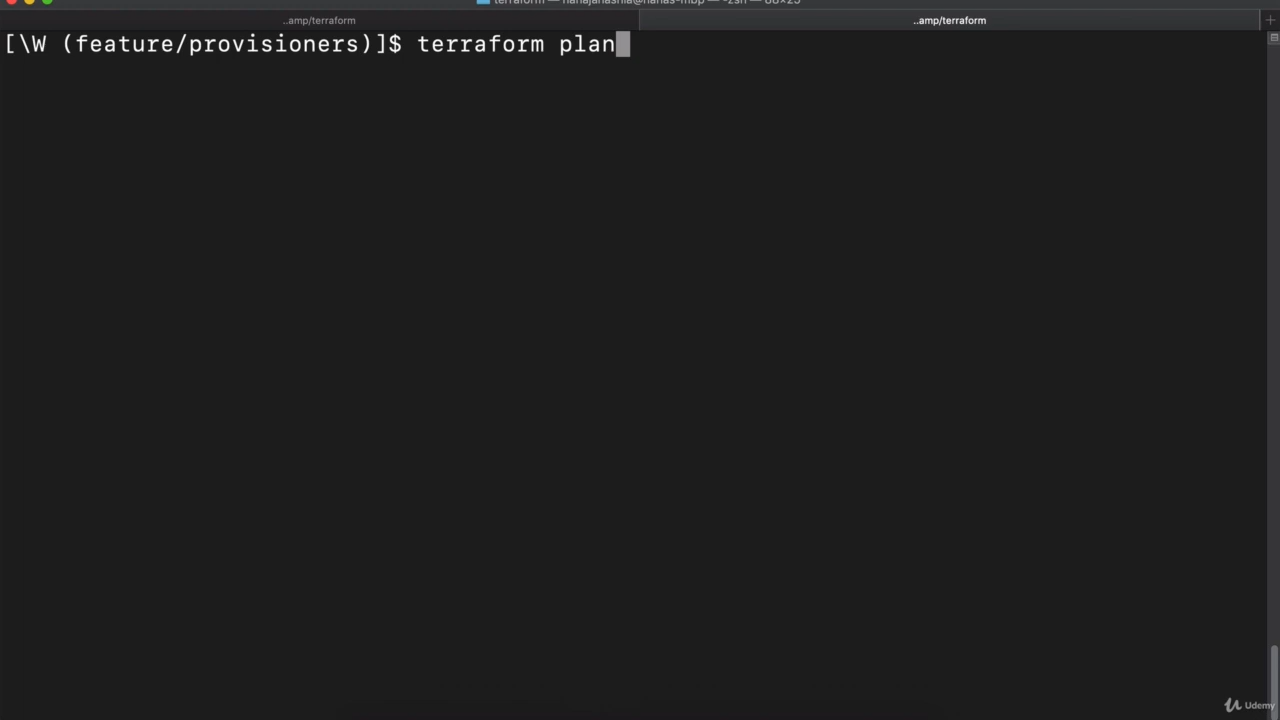 ..amp/terraform
..amp/terraform
[\W (feature/provisioners)]$ terraform plan
Udemy